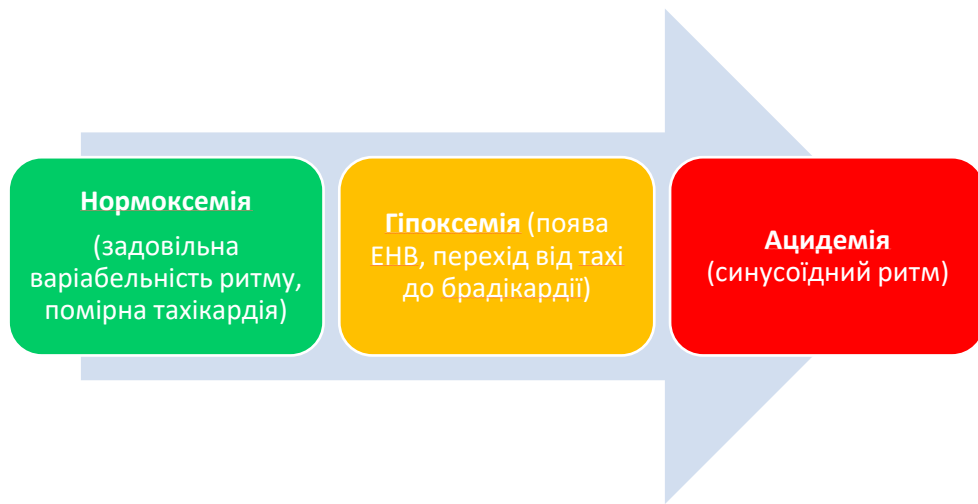 Нормоксемія
(задовільна
варіабельність ритму,
помірна тахікардія)
Гіпоксемія (поява
ЕНВ, перехід від тахі
до брадікардії)
Ацидемія
(синусоїдний ритм)